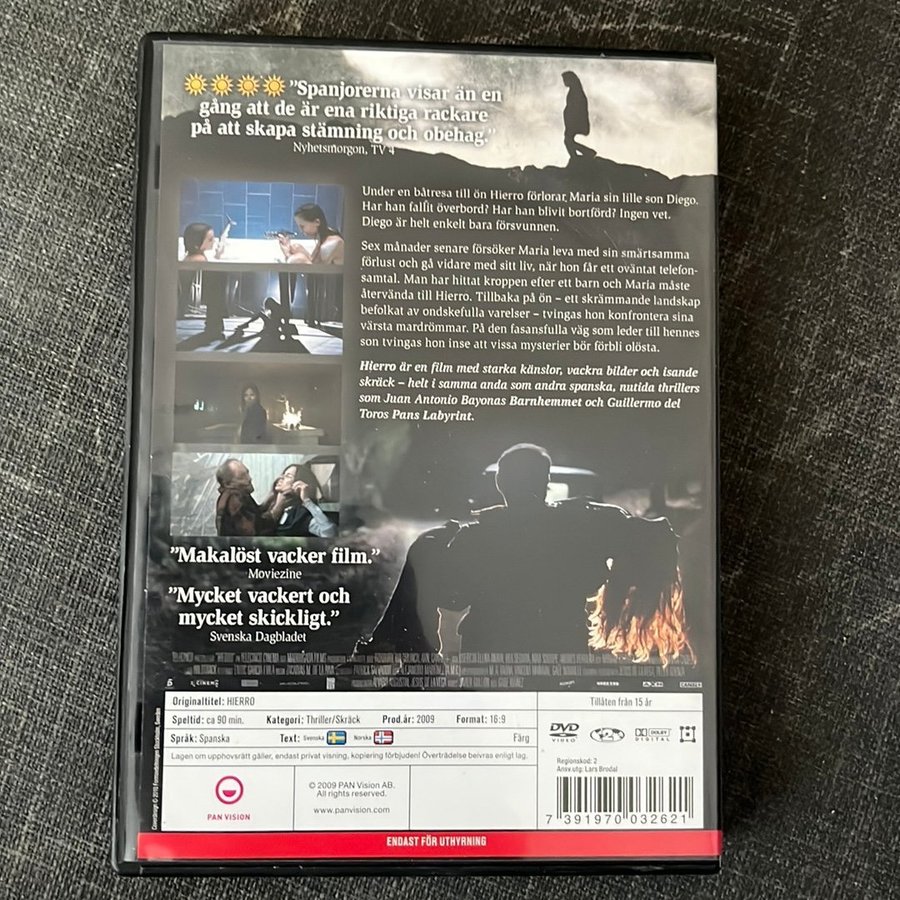 "Spanjorerna visar än en
gång att de är ena riktiga rackare
på att skapa stämning och obehag."
Nyhetsmorgon, TV 4
Under en båtresa till ön Hierro förlorar Maria sin lille son Diego.
Har han fallit överbord? Har han blivit bortförd? Ingen vet.
Diego är helt enkelt bara försvunnen.
Sex månader senare försöker Maria leva med sin smärtsamma
förlust och gå vidare med sitt liv, när hon får ett oväntat telefon-
samtal. Man har hittat kroppen efter ett barn och Maria måste
återvända till Hierro. Tillbaka på ön – ett skrämmande landskap
befolkat av ondskefulla varelser – tvingas hon konfrontera sina
värsta mardrömmar. På den fasansfulla väg som leder till hennes
son tvingas hon inse att vissa mysterier bör förbli olösta.
Hierro är en film med starka känslor, vackra bilder och isande
skräck – helt i samma anda som andra spanska, nutida thrillers
som Juan Antonio Bayonas Barnhemmet och Guillermo del
Toros Pans Labyrint.
"Makalöst vacker film."
Moviezine
"Mycket vackert och
mycket skickligt."
Svenska Dagbladet
Originaltitel: HIERRO
Tillåten från 15 år
Speltid: ca 90 min. Kategori: Thriller/Skräck Prod.år: 2009 Format: 16:9
Språk: Spanska Text: Svenska Norska Färg
Lagen om upphovsrätt gäller, endast privat visning, kopiering förbjuden! Överträdelse beivras enligt lag.
DVD
VIDEO
2
DOLBY
DIGITAL
Regionskod: 2
Ansv.utg: Lars Brodal
PAN VISION
© 2009 PAN Vision AB.
All rights reserved.
www.panvision.com
7 391970 032621
ENDAST FÖR UTHYRNING